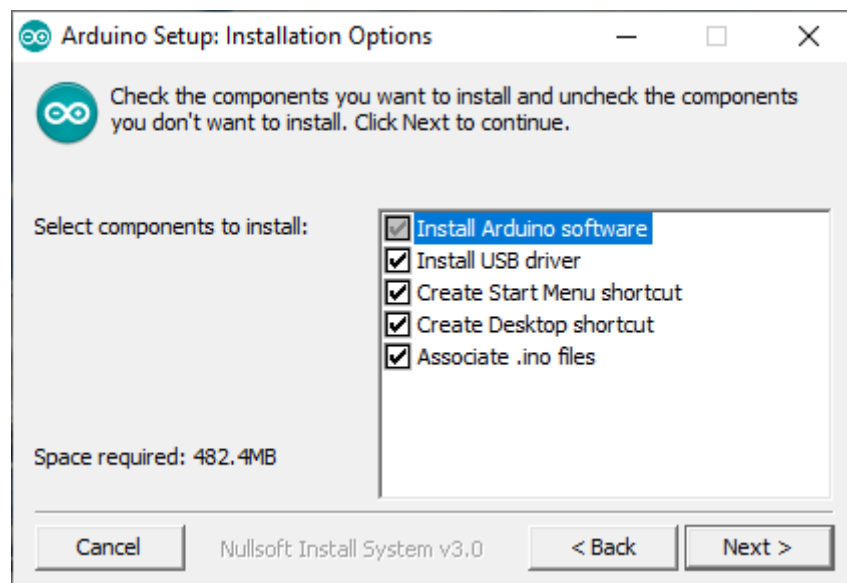 Arduino Setup: Installation Options
Check the components you want to install and uncheck the components
you don't want to install. Click Next to continue.
Select components to install:
Install Arduino software
Install USB driver
Create Start Menu shortcut
Create Desktop shortcut
Associate .ino files
Space required: 482.4MB
Cancel
Nullsoft Install System v3.0
< Back
Next >